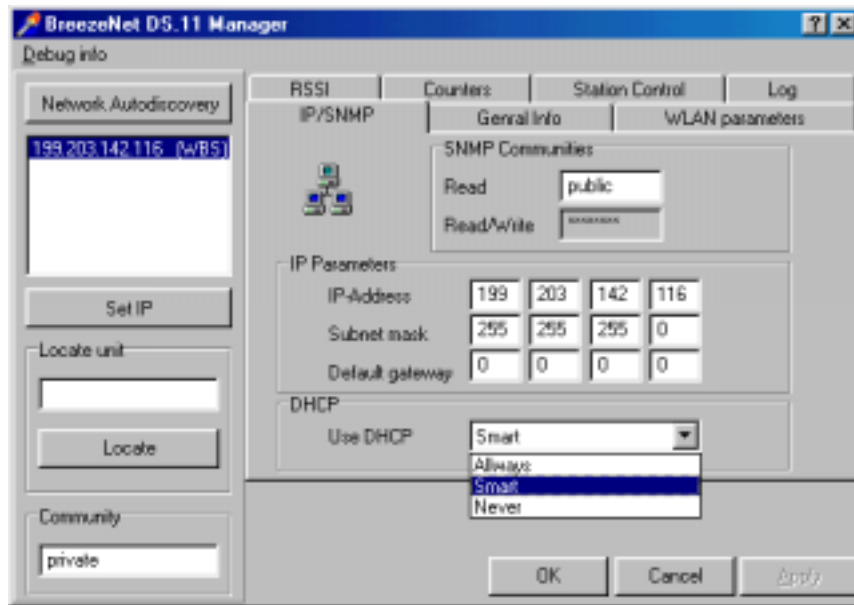 BreezeNet DS.11 Manager
Debug info
Network Autodiscovery
199.203.142.116 (WBS)
Set IP
Locate unit
Locate
Community
private
RSSI Counters Station Control Log
IP/SNMP Genral Info WLAN parameters
SNMP Communities
Read public
Read/Write ********
IP Parameters
IP-Address 199 203 142 116
Subnet mask 255 255 255 0
Default gateway 0 0 0 0
DHCP
Use DHCP Smart
Allways
Smart
Never
OK Cancel Apply